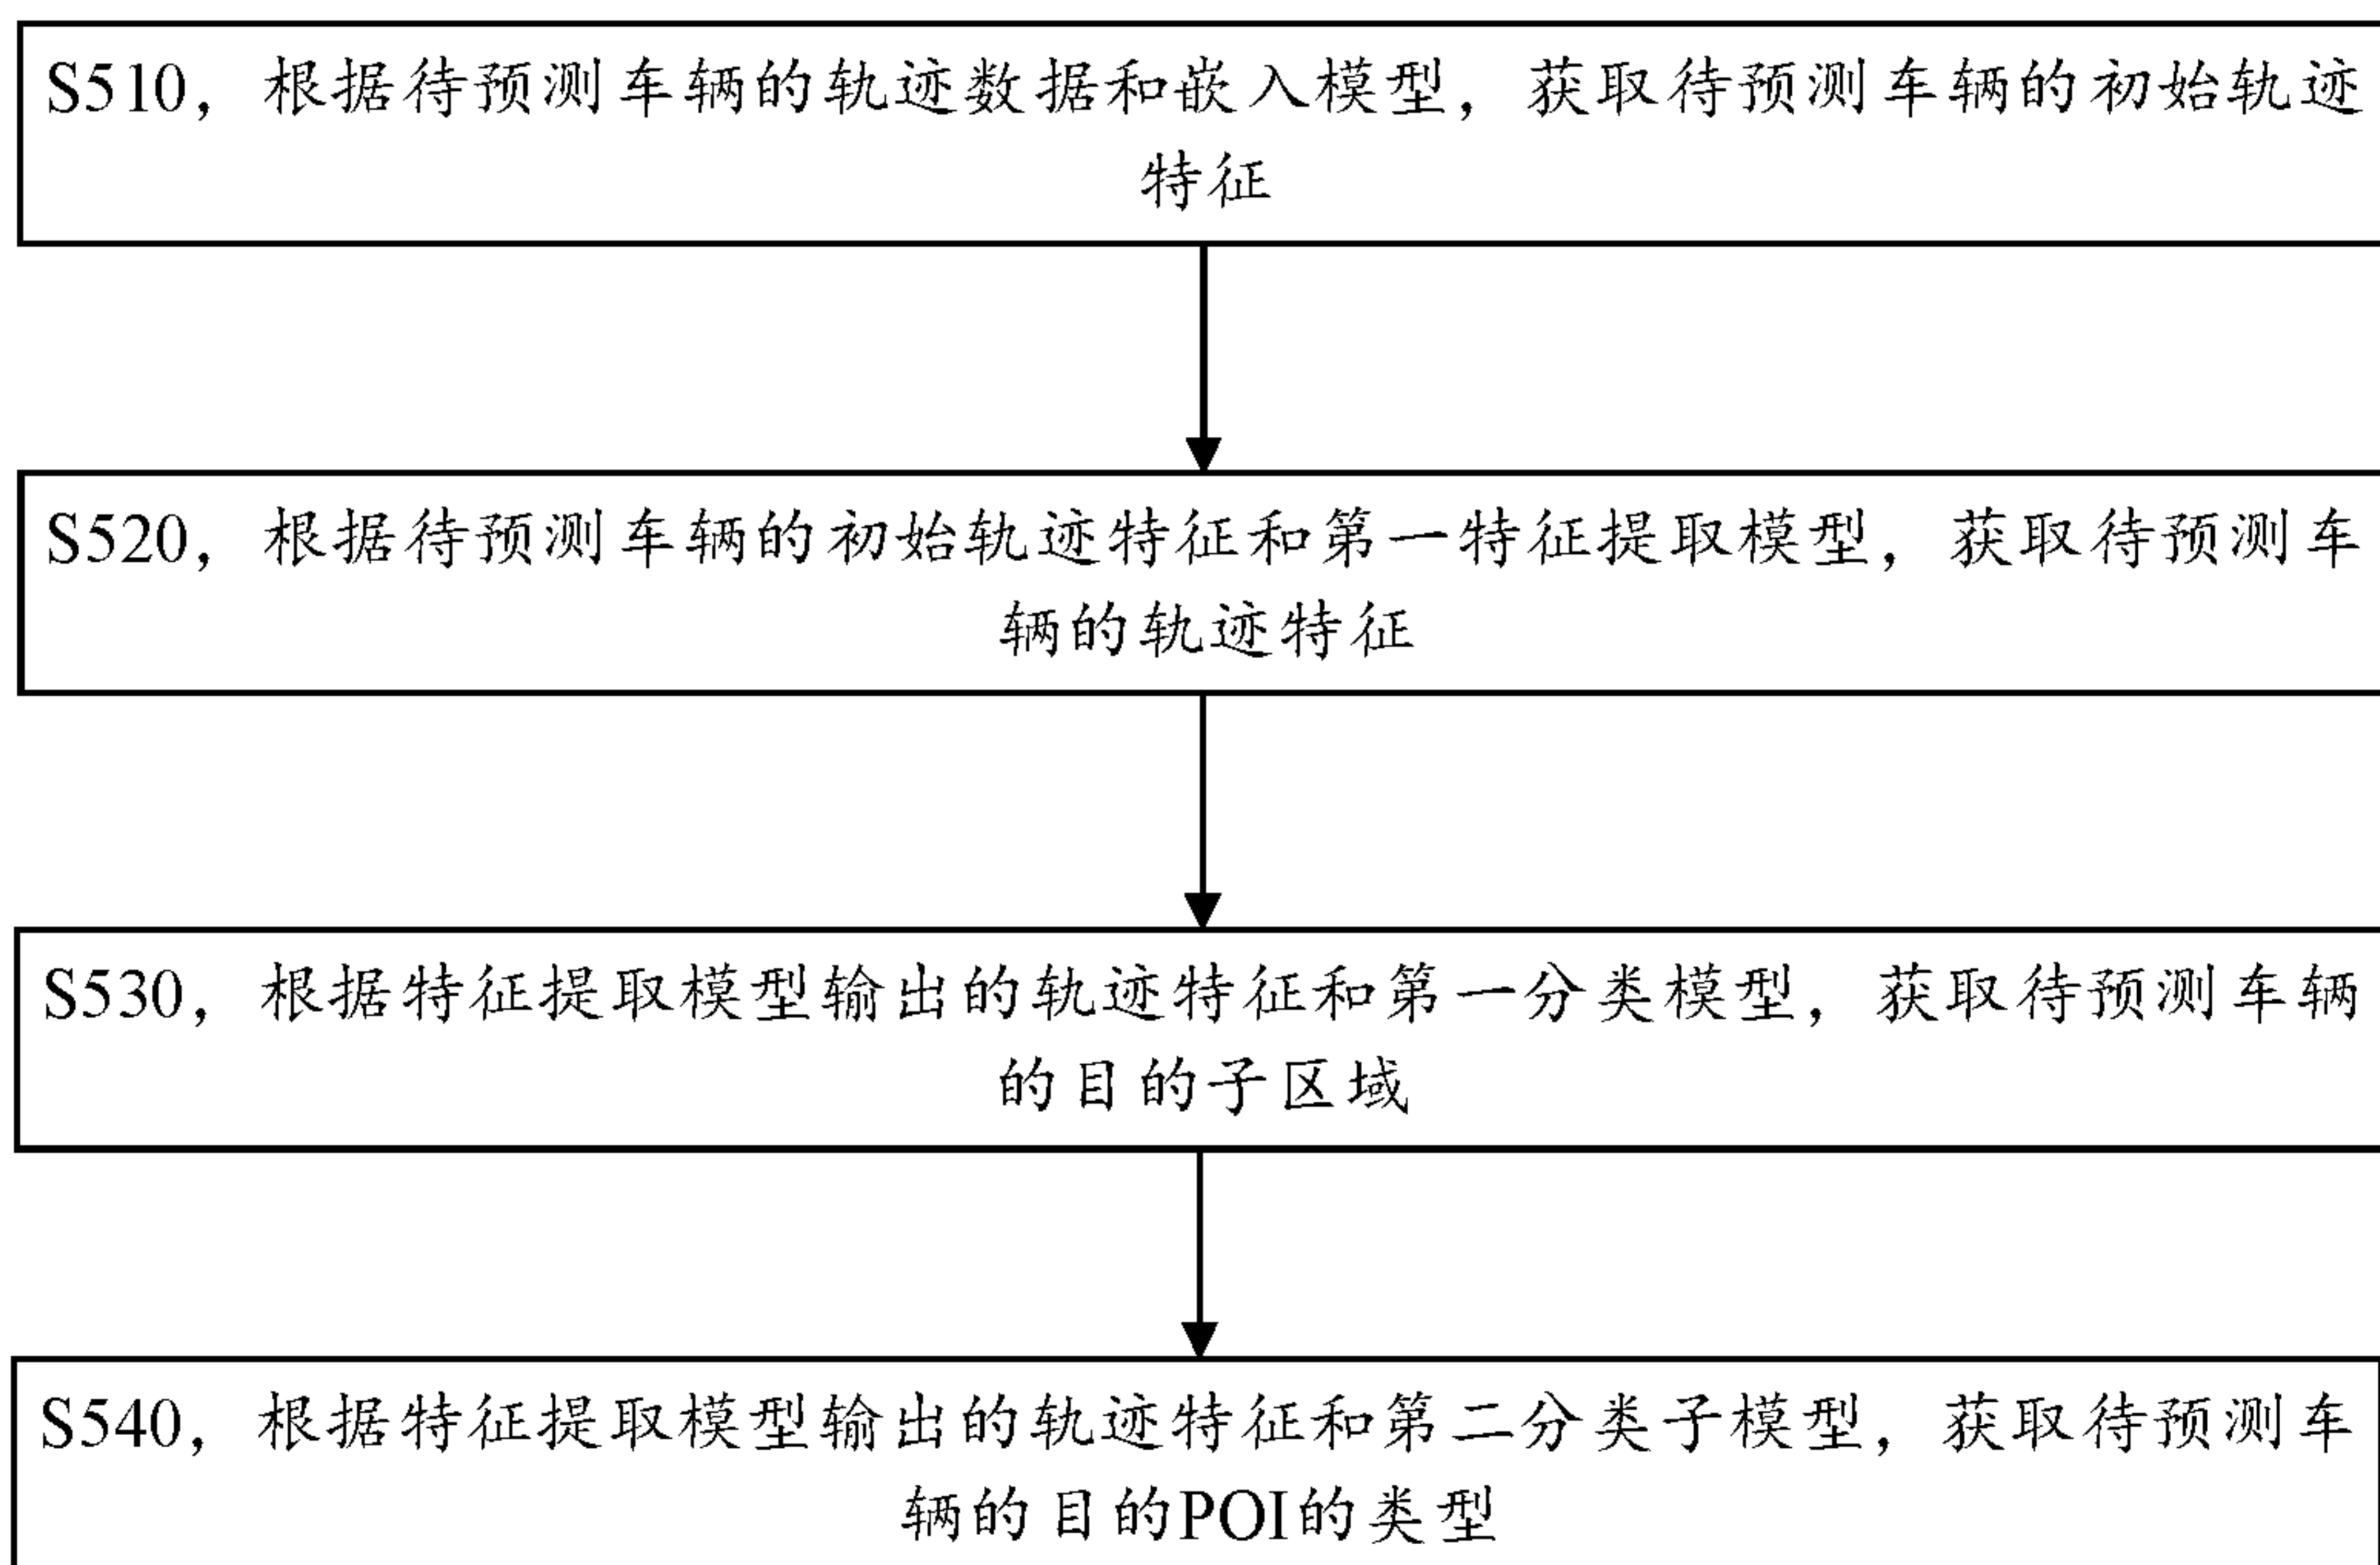 S510，根据待预测车辆的轨迹数据和嵌入模型，获取待预测车辆的初始轨迹
特征
S520，根据待预测车辆的初始轨迹特征和第一特征提取模型，获取待预测车
辆的轨迹特征
S530，根据特征提取模型输出的轨迹特征和第一分类模型，获取待预测车辆
的目的子区域
S540，根据特征提取模型输出的轨迹特征和第二分类子模型，获取待预测车
辆的目的POI的类型